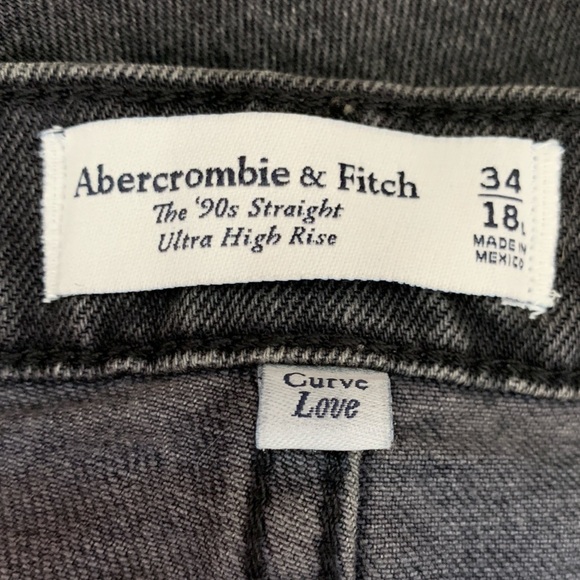 Abercrombie & Fitch
The '90s Straight
Ultra High Rise
34
18L
MADE IN
MEXICO
Curve
Love